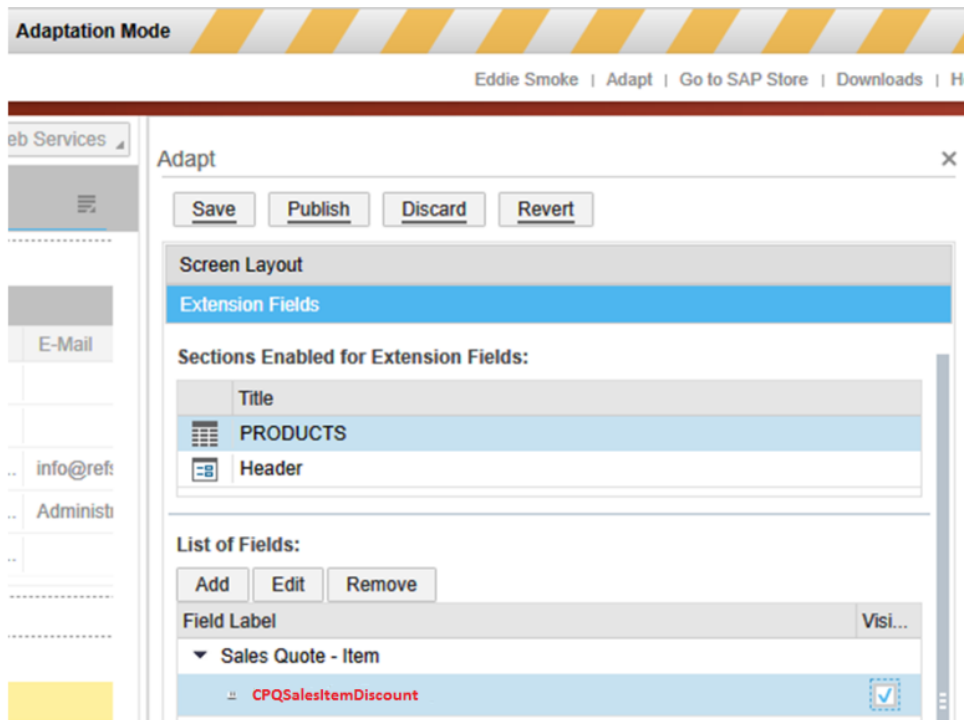 Adaptation Mode
Eddie Smoke | Adapt | Go to SAP Store | Downloads |
eb Services
Adapt
Save Publish Discard Revert
Screen Layout
Extension Fields
E-Mail
Sections Enabled for Extension Fields:
Title
PRODUCTS
Header
.. info@refs
.. Administ
..
List of Fields:
Add Edit Remove
Field Label Visi...
Sales Quote - Item
CPQSalesItemDiscount